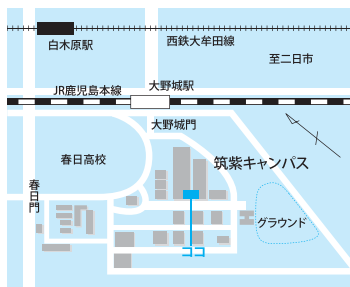 西鉄大牟田線
白木原駅
至二日市
大野城駅
JR鹿児島本線
大野城門
春日高校
筑紫キャンパス
春日門
グラウンド
ココ